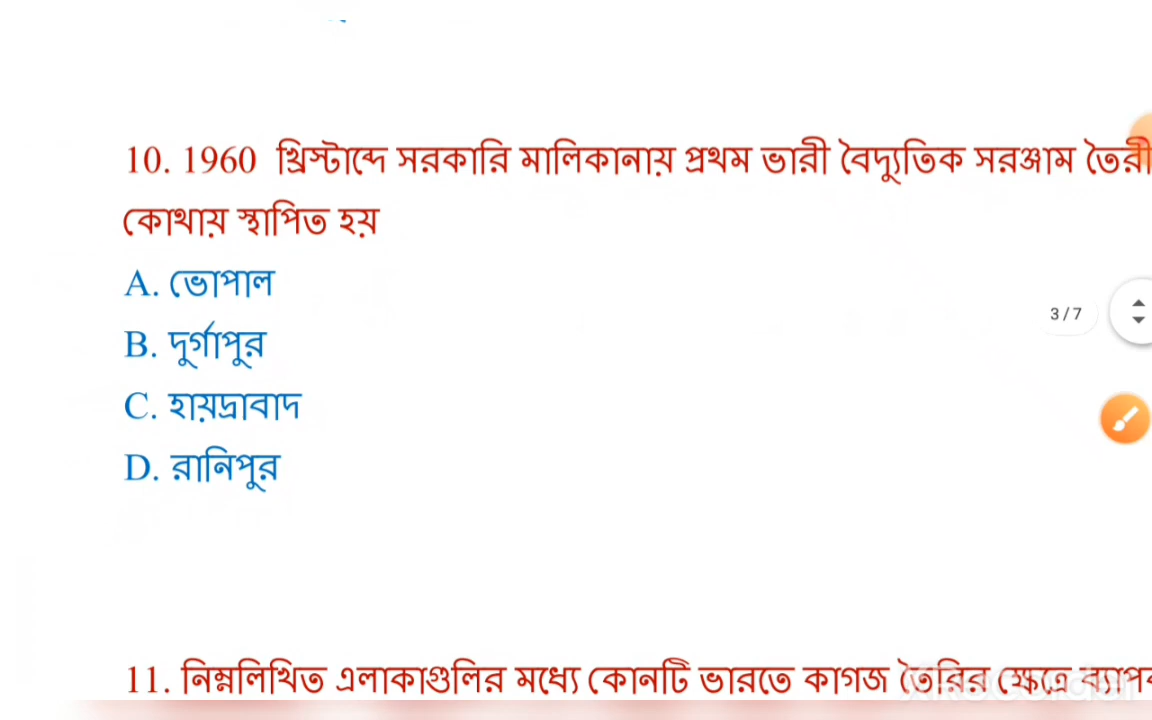 10. 1960 খ্রিস্টাব্দে সরকারি মালিকানায় প্রথম ভারী বৈদ্যুতিক সরঞ্জাম তৈরী
কোথায় স্থাপিত হয়
A. ভোপাল
3/7
B. দুর্গাপুর
C. হায়দ্রাবাদ
D. রানিপুর
11. নিম্নলিখিত এলাকাগুলির মধ্যে কোনটি ভারতে কাগজ তৈরির ক্ষেত্রে